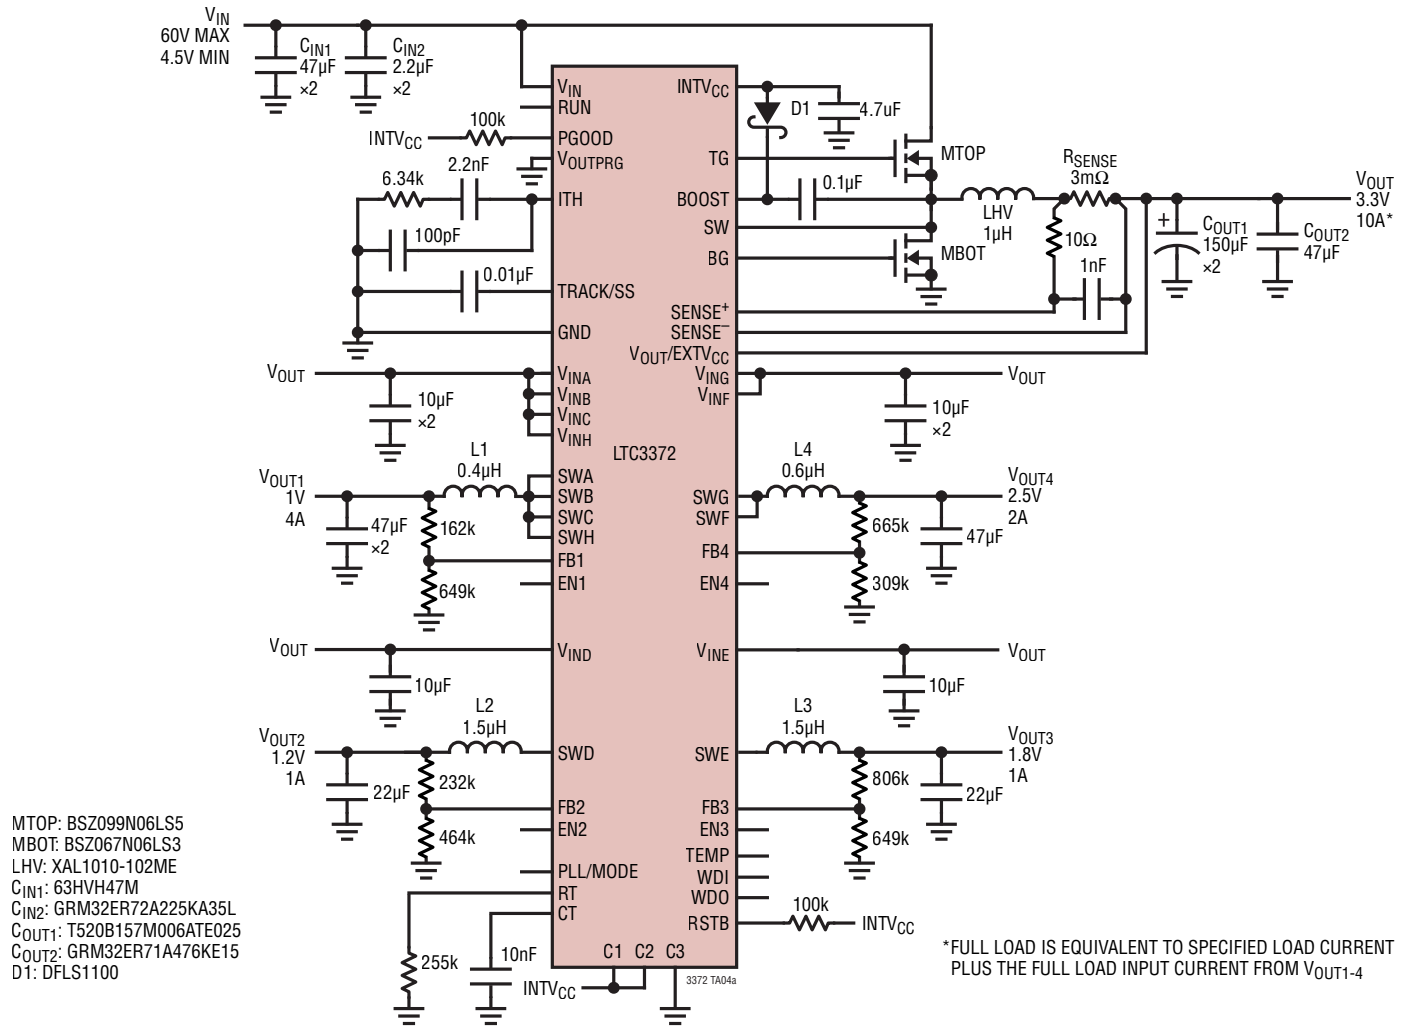 VIN
60V MAX
4.5V MIN
CIN1
47µF
×2
CIN2
2.2µF
×2
INTVCC
100k
2.2nF
6.34k
100pF
0.01µF
VIN
RUN
PGOOD
VOUTPRG
ITH
TRACK/SS
GND
INTVCC
TG
BOOST
SW
BG
SENSE+
SENSE–
VOUT/EXTVCC
D1
4.7uF
MTOP
0.1µF
MBOT
LHV
1µH
RSENSE
3mΩ
10Ω
1nF
COUT1
150µF
×2
COUT2
47µF
VOUT
3.3V
10A*
VOUT
10µF
×2
VINA
VINB
VINC
VINH
VING
VINF
VOUT
10µF
×2
LTC3372
VOUT1
1V
4A
47µF
×2
L1
0.4µH
162k
649k
SWA
SWB
SWC
SWH
FB1
EN1
SWG
SWF
FB4
EN4
L4
0.6µH
665k
309k
47µF
VOUT4
2.5V
2A
VOUT
10µF
VIND
VINE
10µF
VOUT
VOUT2
1.2V
1A
22µF
L2
1.5µH
232k
464k
SWD
FB2
EN2
PLL/MODE
RT
CT
SWE
FB3
EN3
TEMP
WDI
WDO
RSTB
L3
1.5µH
806k
649k
22µF
VOUT3
1.8V
1A
100k
INTVCC
255k
10nF
C1 C2 C3
INTVCC
3372 TA04a
MTOP: BSZ099N06LS5
MBOT: BSZ067N06LS3
LHV: XAL1010-102ME
CIN1: 63HVH47M
CIN2: GRM32ER72A225KA35L
COUT1: T520B157M006ATE025
COUT2: GRM32ER71A476KE15
D1: DFLS1100
*FULL LOAD IS EQUIVALENT TO SPECIFIED LOAD CURRENT
PLUS THE FULL LOAD INPUT CURRENT FROM VOUT1-4